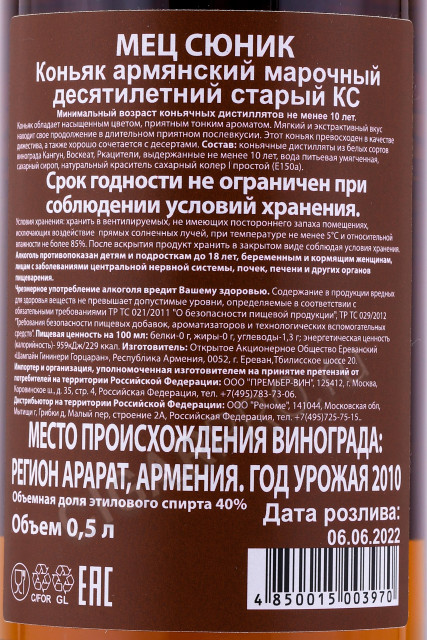 МЕЦ СЮНИК
Коньяк армянский марочный
десятилетний старый КС
Минимальный возраст коньячных дистиллятов не менее 10 лет.
Коньяк обладает насыщенным цветом, приятным тонким ароматом. Мягкий и экстрактивный вкус
находит свое продолжение в длительном приятном послевкусии. Этот коньяк превосходен в качестве
дижестива, а также хорошо сочетается с десертами. Состав: коньячные дистилляты из белых сортов
винограда Кангун, Воскеат, Ркацители, выдержанные не менее 10 лет, вода питьевая умягченная,
сахарный сироп, натуральный краситель сахарный колер I простой (Е150а).
Срок годности не ограничен при
соблюдении условий хранения.
Условия хранения: хранить в вентилируемых, не имеющих постороннего запаха помещениях,
исключающих воздействие прямых солнечных лучей, при температуре не менее 5°С и относительной
влажности не более 85%. После вскрытия продукт хранить в закрытом виде соблюдая условия хранения.
Алкоголь противопоказан детям и подросткам до 18 лет, беременным и кормящим женщинам,
лицам с заболеваниями центральной нервной системы, почек, печени и других органов
пищеварения.
Чрезмерное употребление алкоголя вредит Вашему здоровью. Содержание в продукции вредных
для здоровья веществ не превышает допустимые уровни, определяемые в соответствии с
обязательными требованиями ТР ТС 021/2011 "О безопасности пищевой продукции", ТР ТС 029/2012
"Требования безопасности пищевых добавок, ароматизаторов и технологических вспомогательных
средств" Пищевая ценность на 100 мл: белки-0 г, жиры-0 г, углеводы-1,3 г; энергетическая ценность
(калорийность)- 959кДж/229 ккал. Изготовитель: Открытое Акционерное Общество Ереванский
«Шампайн Гининери Горцаран», Республика Армения, 0052, г. Ереван, Тбилисское шоссе 20.
Импортер и организация, уполномоченная изготовителем на принятие претензий от
потребителей на территории Российской Федерации: ООО "ПРЕМЬЕР-ВИН", 125412, г. Москва,
Коровинское ш., д. 35, стр. 4, Российская Федерация, тел. +7(495)783-73-06.
Дистрибьютор на территории Российской Федерации: ООО "Реноме", 141044, Московская обл,
Мытищи г, Грибки д, Малый пер, строение 2А, Российская Федерация, тел. +7(495)725-75-15.
МЕСТО ПРОИСХОЖДЕНИЯ ВИНОГРАДА:
РЕГИОН АРАРАТ, АРМЕНИЯ. ГОД УРОЖАЯ 2010
Объемная доля этилового спирта 40%
Дата розлива:
Объем 0,5 л
06.06.2022
C/FOR GL
EAC
4 850015 003970